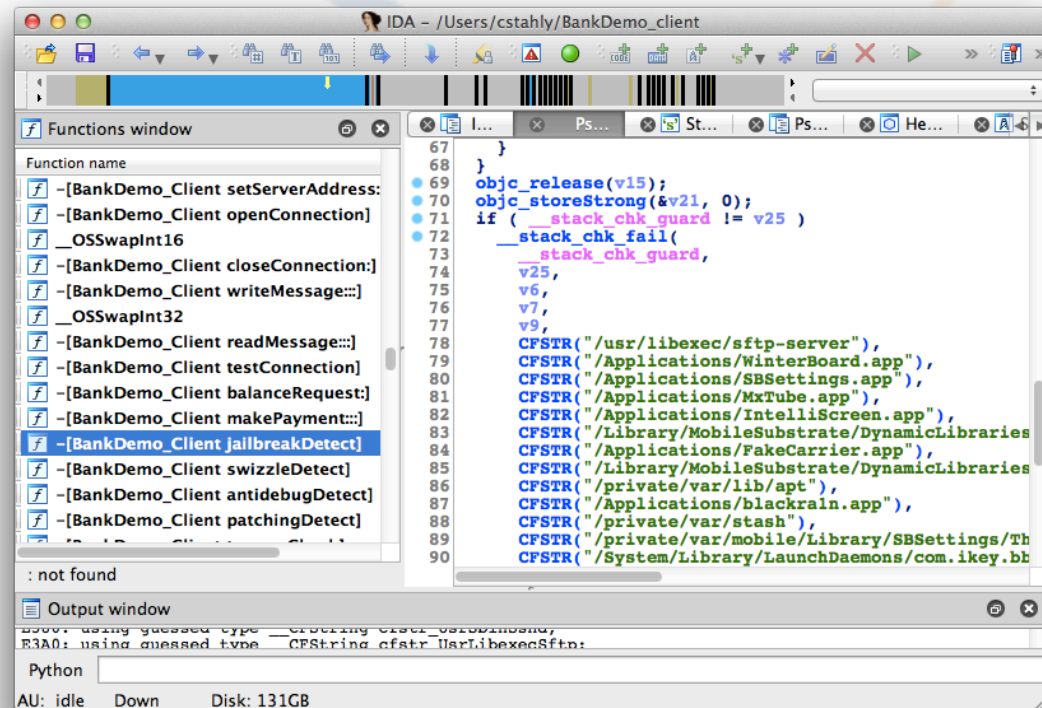 IDA - /Users/cstahly/BankDemo_client
Functions window
Function name
f -[BankDemo_Client setServerAddress:
f -[BankDemo_Client openConnection]
f __OSSwapInt16
f -[BankDemo_Client closeConnection:]
f -[BankDemo_Client writeMessage:::]
f __OSSwapInt32
f -[BankDemo_Client readMessage:::]
f -[BankDemo_Client testConnection]
f -[BankDemo_Client balanceRequest:]
f -[BankDemo_Client makePayment:::]
f -[BankDemo_Client jailbreakDetect]
f -[BankDemo_Client swizzleDetect]
f -[BankDemo_Client antidebugDetect]
f -[BankDemo_Client patchingDetect]
: not found
I... Ps... 's' St... Ps... He... A
67 }
68 }
69 objc_release(v15);
70 objc_storeStrong(&v21, 0);
71 if ( __stack_chk_guard != v25 )
72 __stack_chk_fail(
73 __stack_chk_guard,
74 v25,
75 v6,
76 v7,
77 v9,
78 CFSTR("/usr/libexec/sftp-server"),
79 CFSTR("/Applications/WinterBoard.app"),
80 CFSTR("/Applications/SBSettings.app"),
81 CFSTR("/Applications/MxTube.app"),
82 CFSTR("/Applications/IntelliScreen.app"),
83 CFSTR("/Library/MobileSubstrate/DynamicLibraries
84 CFSTR("/Applications/FakeCarrier.app"),
85 CFSTR("/Library/MobileSubstrate/DynamicLibraries
86 CFSTR("/private/var/lib/apt"),
87 CFSTR("/Applications/blackra1n.app"),
88 CFSTR("/private/var/stash"),
89 CFSTR("/private/var/mobile/Library/SBSettings/Th
90 CFSTR("/System/Library/LaunchDaemons/com.ikey.bb
Output window
E3A0: using guessed type __CFString cfstr_UsrLibexecSftp;
Python
AU: idle Down Disk: 131GB